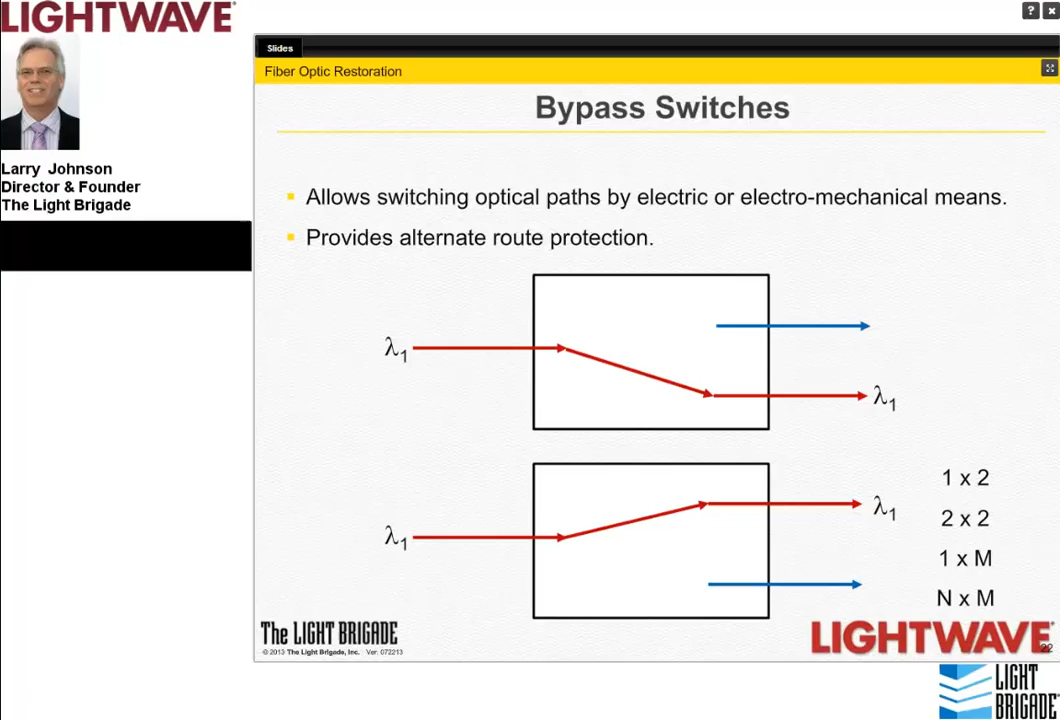 LIGHTWAVE
Larry Johnson
Director & Founder
The Light Brigade
Slides
Fiber Optic Restoration
Bypass Switches
Allows switching optical paths by electric or electro-mechanical means.
Provides alternate route protection.
λ1
λ1
λ1
λ1
1 x 2
2 x 2
1 x M
N x M
The LIGHT BRIGADE
© 2013 The Light Brigade, Inc. Ver. 072213
LIGHTWAVE
22
LIGHT
BRIGADE